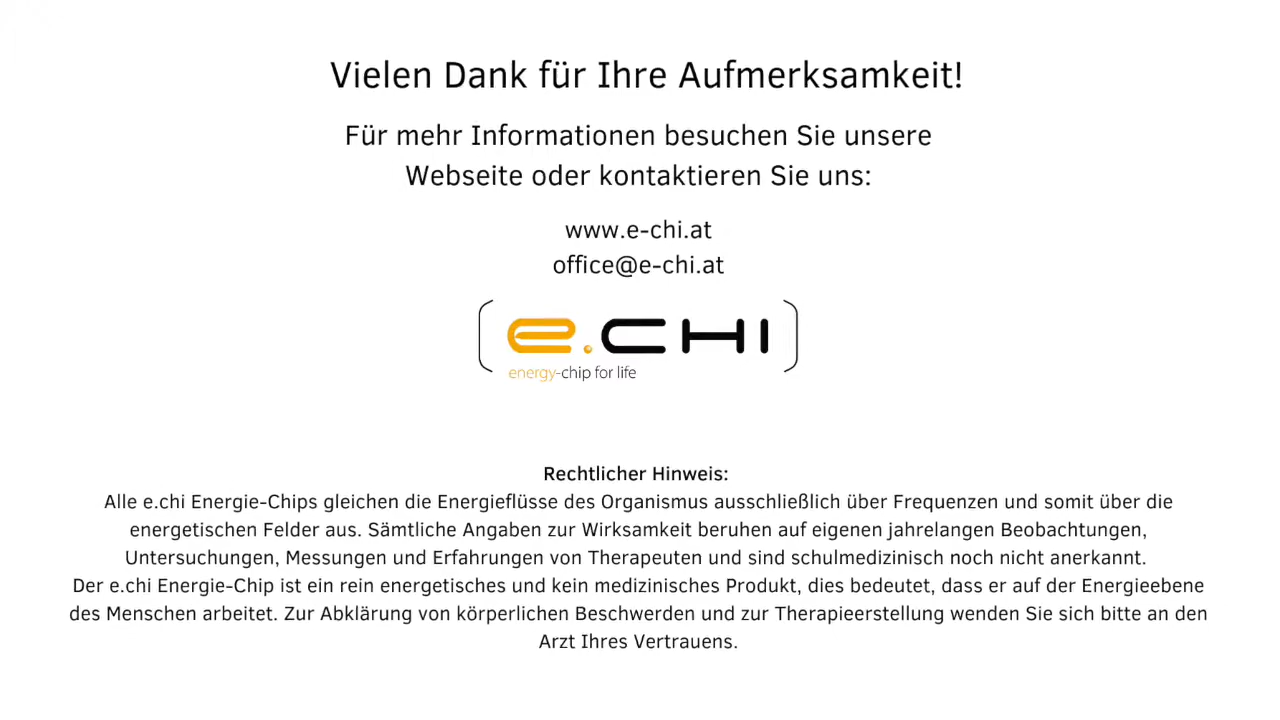 Vielen Dank für Ihre Aufmerksamkeit!
Für mehr Informationen besuchen Sie unsere
Webseite oder kontaktieren Sie uns:
www.e-chi.at
office@e-chi.at
e.CHI
energy-chip for life
Rechtlicher Hinweis:
Alle e.chi Energie-Chips gleichen die Energieflüsse des Organismus ausschließlich über Frequenzen und somit über die
energetischen Felder aus. Sämtliche Angaben zur Wirksamkeit beruhen auf eigenen jahrelangen Beobachtungen,
Untersuchungen, Messungen und Erfahrungen von Therapeuten und sind schulmedizinisch noch nicht anerkannt.
Der e.chi Energie-Chip ist ein rein energetisches und kein medizinisches Produkt, dies bedeutet, dass er auf der Energieebene
des Menschen arbeitet. Zur Abklärung von körperlichen Beschwerden und zur Therapieerstellung wenden Sie sich bitte an den
Arzt Ihres Vertrauens.